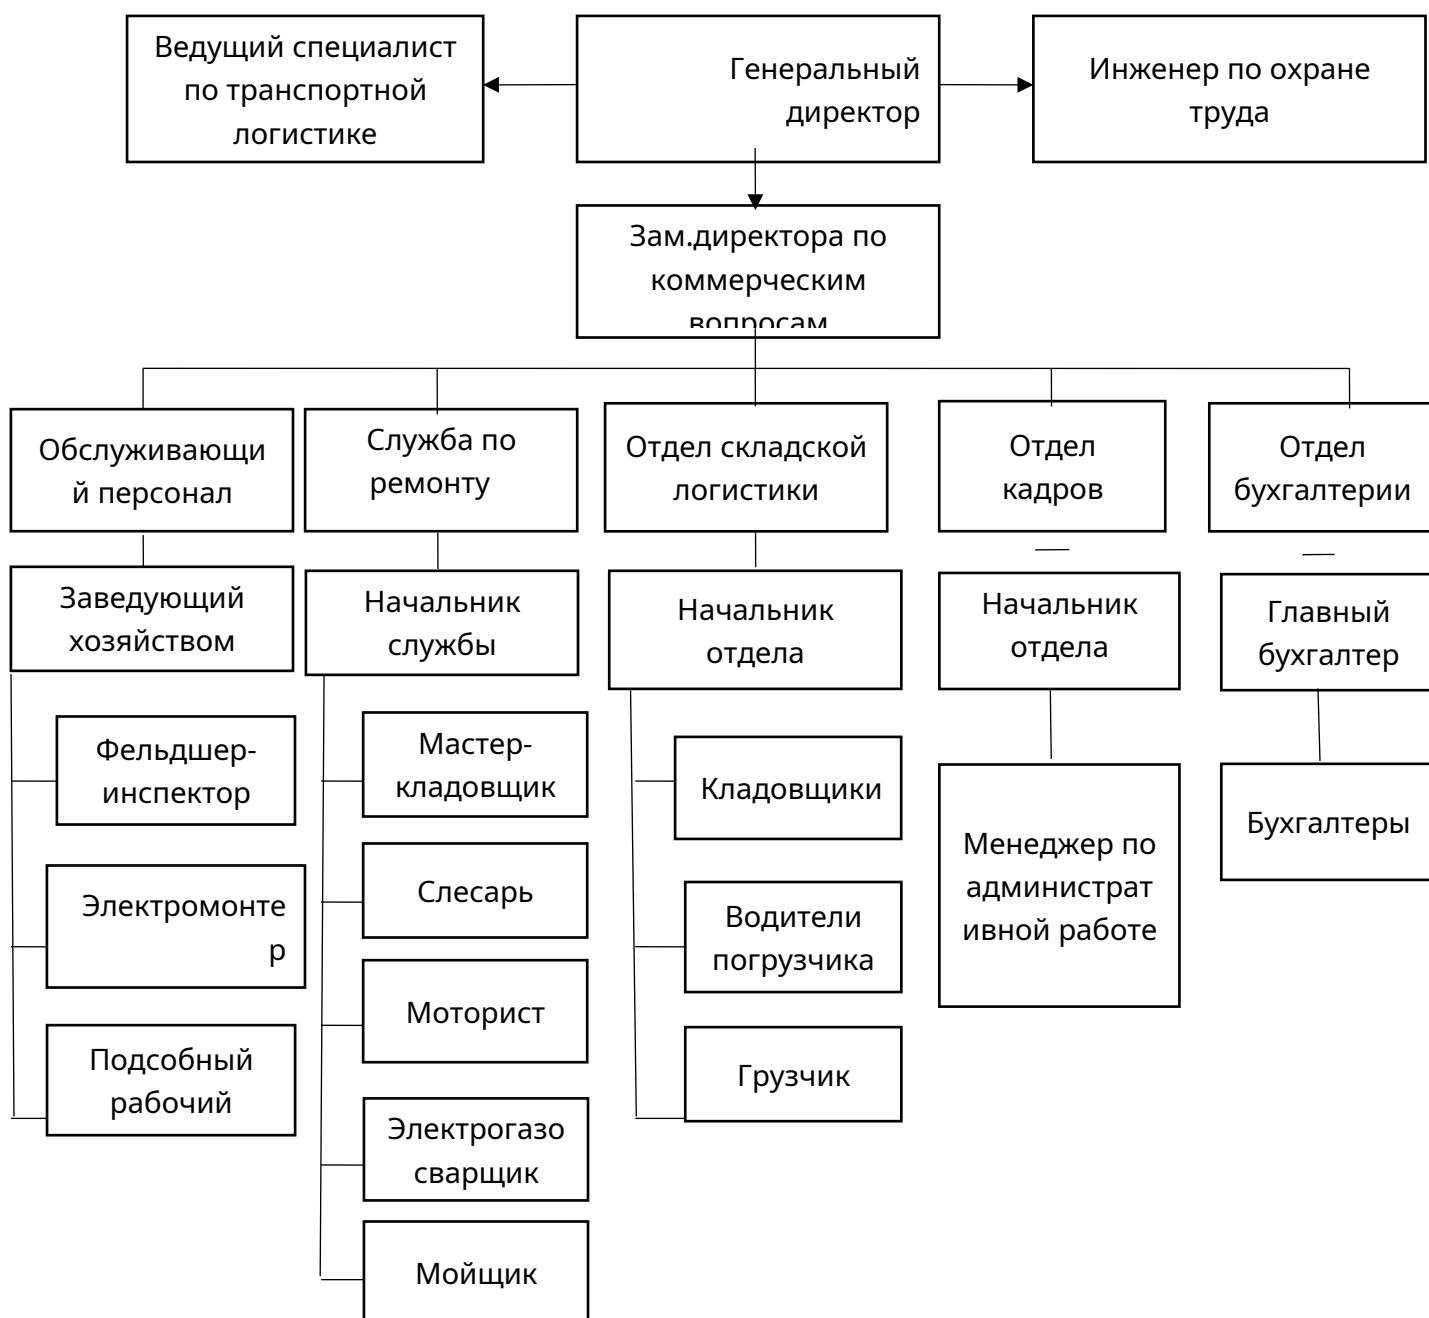 Ведущий специалист
по транспортной
логистике
Генеральный
директор
Инженер по охране
труда
Зам.директора по
коммерческим
вопросам
Обслуживающи
й персонал
Служба по
ремонту
Отдел складской
логистики
Отдел
кадров
Отдел
бухгалтерии
Заведующий
хозяйством
Начальник
службы
Начальник
отдела
Начальник
отдела
Главный
бухгалтер
Фельдшер-
инспектор
Электромонте
р
Подсобный
рабочий
Мастер-
кладовщик
Слесарь
Моторист
Электрогазо
сварщик
Мойщик
Кладовщики
Водители
погрузчика
Грузчик
Менеджер по
администрат
ивной работе
Бухгалтеры